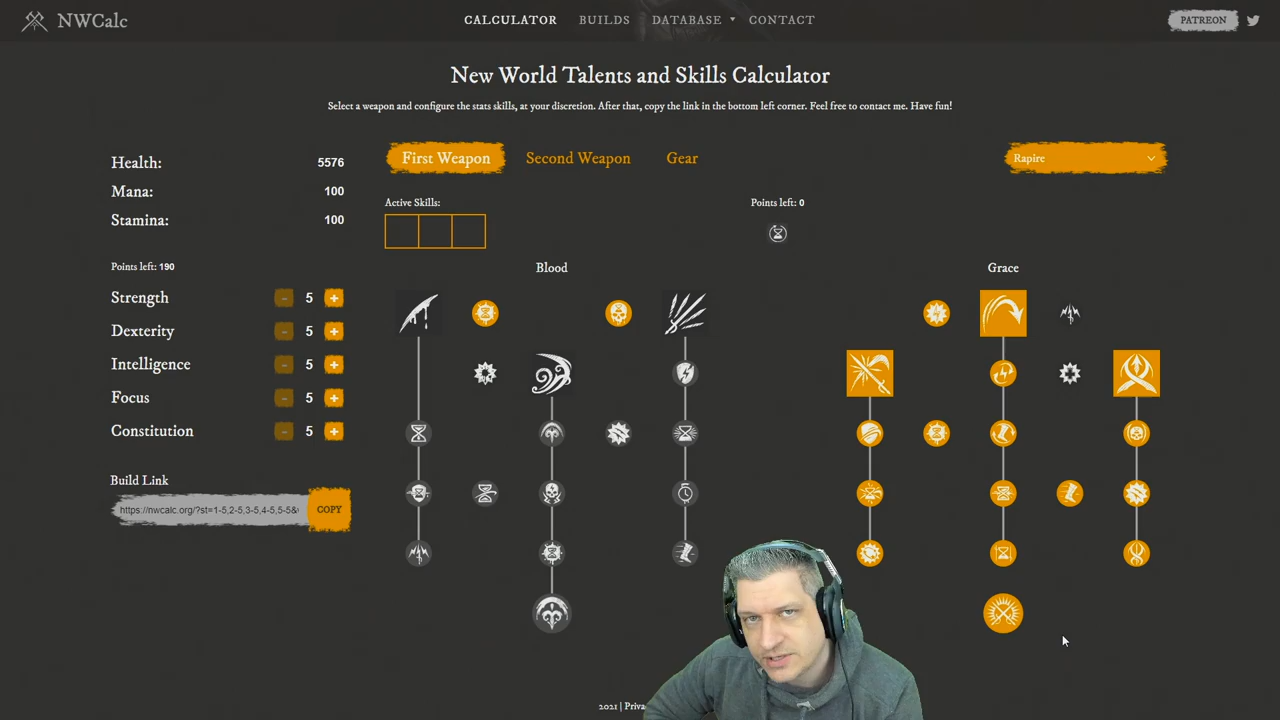 NWCalc
CALCULATOR
BUILDS
DATABASE
CONTACT
PATREON
New World Talents and Skills Calculator
Select a weapon and configure the stats skills, at your discretion. After that, copy the link in the bottom left corner. Feel free to contact me. Have fun!
Health: 5576
Mana: 100
Stamina: 100
First Weapon
Second Weapon
Gear
Rapire
Active Skills:
Points left: 0
Points left: 190
Blood
Grace
Strength - 5 +
Dexterity - 5 +
Intelligence - 5 +
Focus - 5 +
Constitution - 5 +
Build Link
https://nwcalc.org/?st=1-5,2-5,3-5,4-5,5-5&
COPY
2021 | Priva